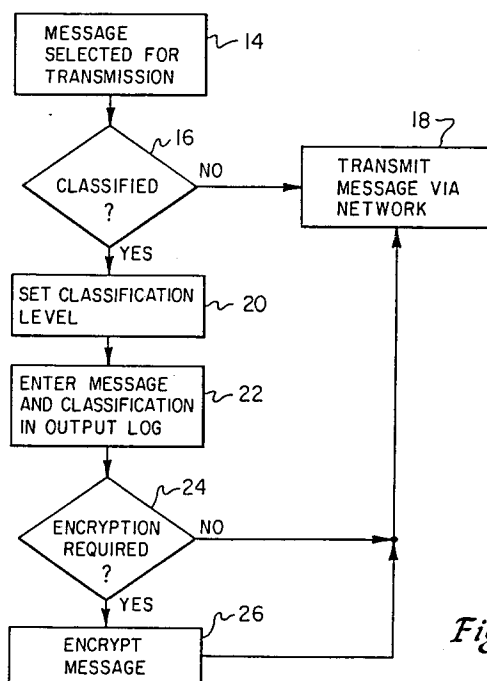 MESSAGE
SELECTED FOR
TRANSMISSION
14
16
CLASSIFIED
?
NO
YES
18
TRANSMIT
MESSAGE VIA
NETWORK
SET CLASSIFICATION
LEVEL
20
ENTER MESSAGE
AND CLASSIFICATION
IN OUTPUT LOG
22
24
ENCRYPTION
REQUIRED
?
NO
YES
26
ENCRYPT
MESSAGE